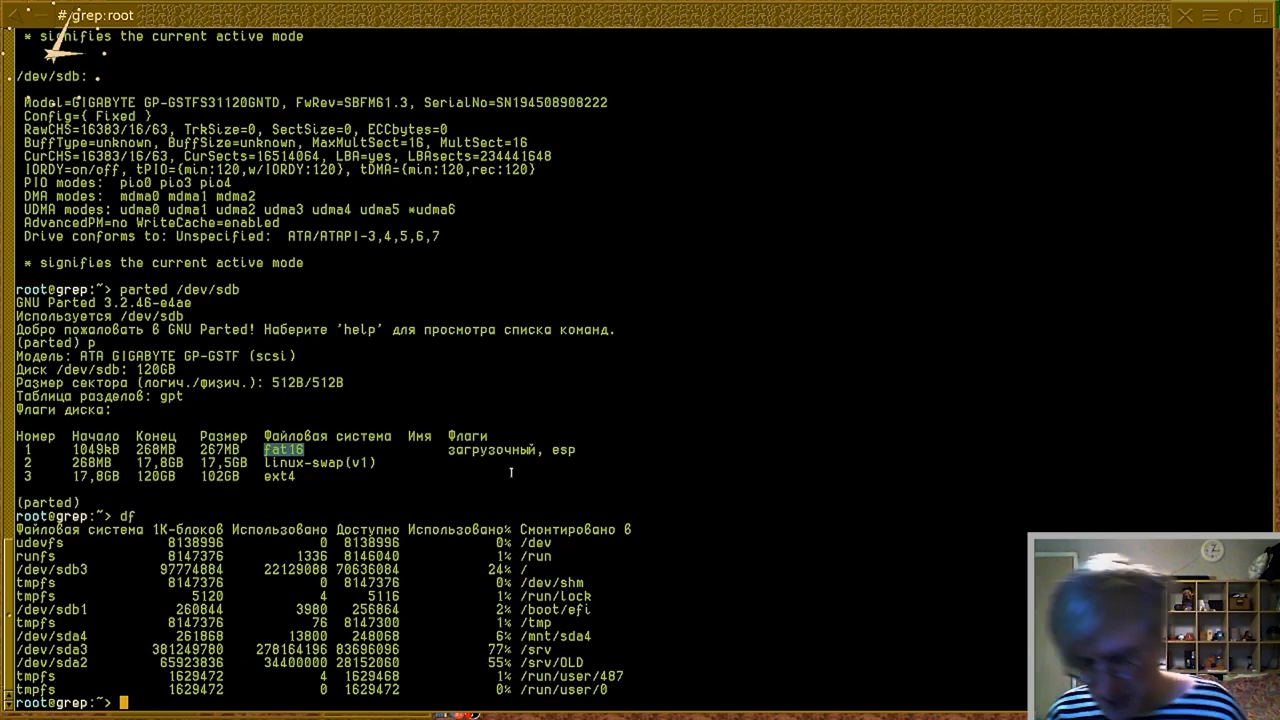 # grep:root
* signifies the current active mode
/dev/sdb:
Model=GIGABYTE GP-GSTFS31120GNTD, FwRev=SBFM61.3, SerialNo=SN194508908222
Config={ Fixed }
RawCHS=16383/16/63, TrkSize=0, SectSize=0, ECCbytes=0
BuffType=unknown, BuffSize=unknown, MaxMultSect=16, MultSect=16
CurCHS=16383/16/63, CurSects=16514064, LBA=yes, LBAsects=234441648
IORDY=on/off, tPIO={min:120,w/IORDY:120}, tDMA={min:120,rec:120}
PIO modes:  pio0 pio3 pio4
DMA modes:  mdma0 mdma1 mdma2
UDMA modes: udma0 udma1 udma2 udma3 udma4 udma5 *udma6
AdvancedPM=no WriteCache=enabled
Drive conforms to: Unspecified:  ATA/ATAPI-3,4,5,6,7
* signifies the current active mode
root@grep:~> parted /dev/sdb
GNU Parted 3.2.46-e4ae
Используется /dev/sdb
Добро пожаловать в GNU Parted! Наберите 'help' для просмотра списка команд.
(parted) p
Модель: ATA GIGABYTE GP-GSTF (scsi)
Диск /dev/sdb: 120GB
Размер сектора (логич./физич.): 512B/512B
Таблица разделов: gpt
Флаги диска:
Номер  Начало  Конец   Размер  Файловая система  Имя  Флаги
1      1049kB  268MB   267MB   fat16                  загрузочный, esp
2      268MB   17,8GB  17,5GB  linux-swap(v1)
3      17,8GB  120GB   102GB   ext4
(parted)
root@grep:~> df
Файловая система 1K-блоков Использовано Доступно Использовано% Смонтировано в
udevfs 8138996 0 8138996 0% /dev
runfs 8147376 1336 8146040 1% /run
/dev/sdb3 97774884 22129088 70636084 24% /
tmpfs 8147376 0 8147376 0% /dev/shm
tmpfs 5120 4 5116 1% /run/lock
/dev/sdb1 260844 3980 256864 2% /boot/efi
tmpfs 8147376 76 8147300 1% /tmp
/dev/sda4 261868 13800 248068 6% /mnt/sda4
/dev/sda3 381249780 278164196 83696096 77% /srv
/dev/sda2 65923836 34400000 28152060 55% /srv/OLD
tmpfs 1629472 4 1629468 1% /run/user/487
tmpfs 1629472 0 1629472 0% /run/user/0
root@grep:~>